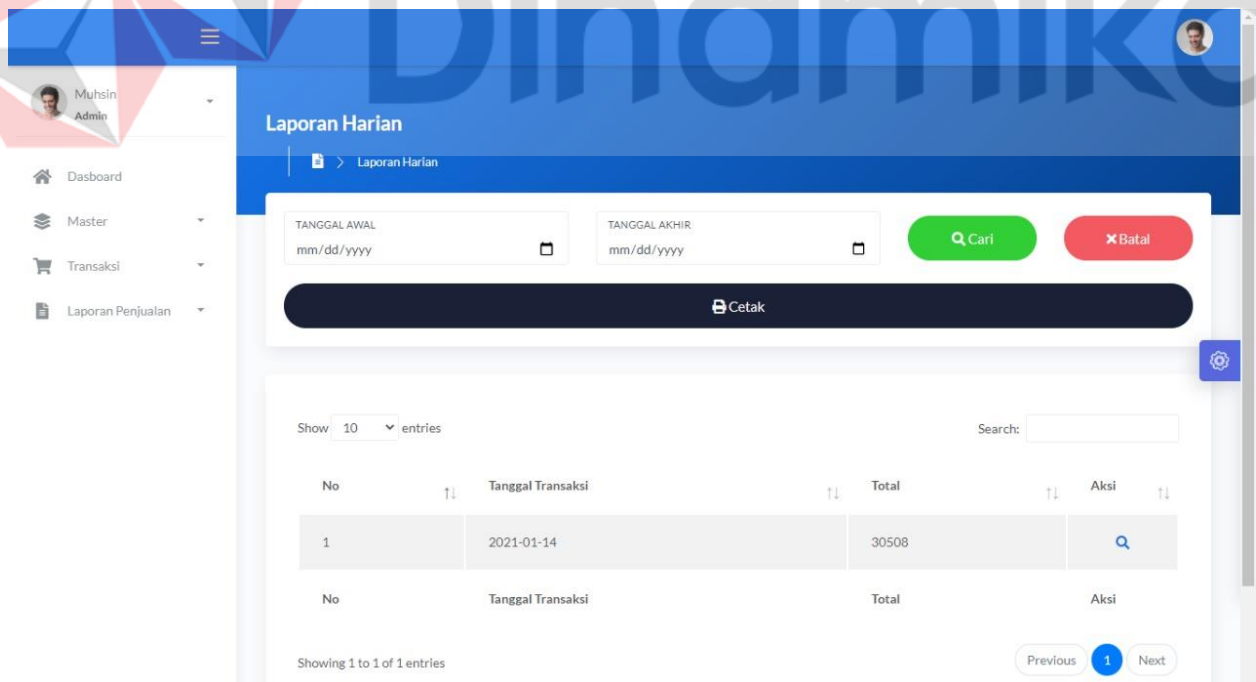 Dinamika
Muhsin
Admin
Laporan Harian
> Laporan Harian
Dasboard
Master
Transaksi
Laporan Penjualan
TANGGAL AWAL
mm/dd/yyyy
TANGGAL AKHIR
mm/dd/yyyy
Cari
Batal
Cetak
Show 10 entries
Search:
No Tanggal Transaksi Total Aksi
1 2021-01-14 30508
No Tanggal Transaksi Total Aksi
Showing 1 to 1 of 1 entries
Previous 1 Next